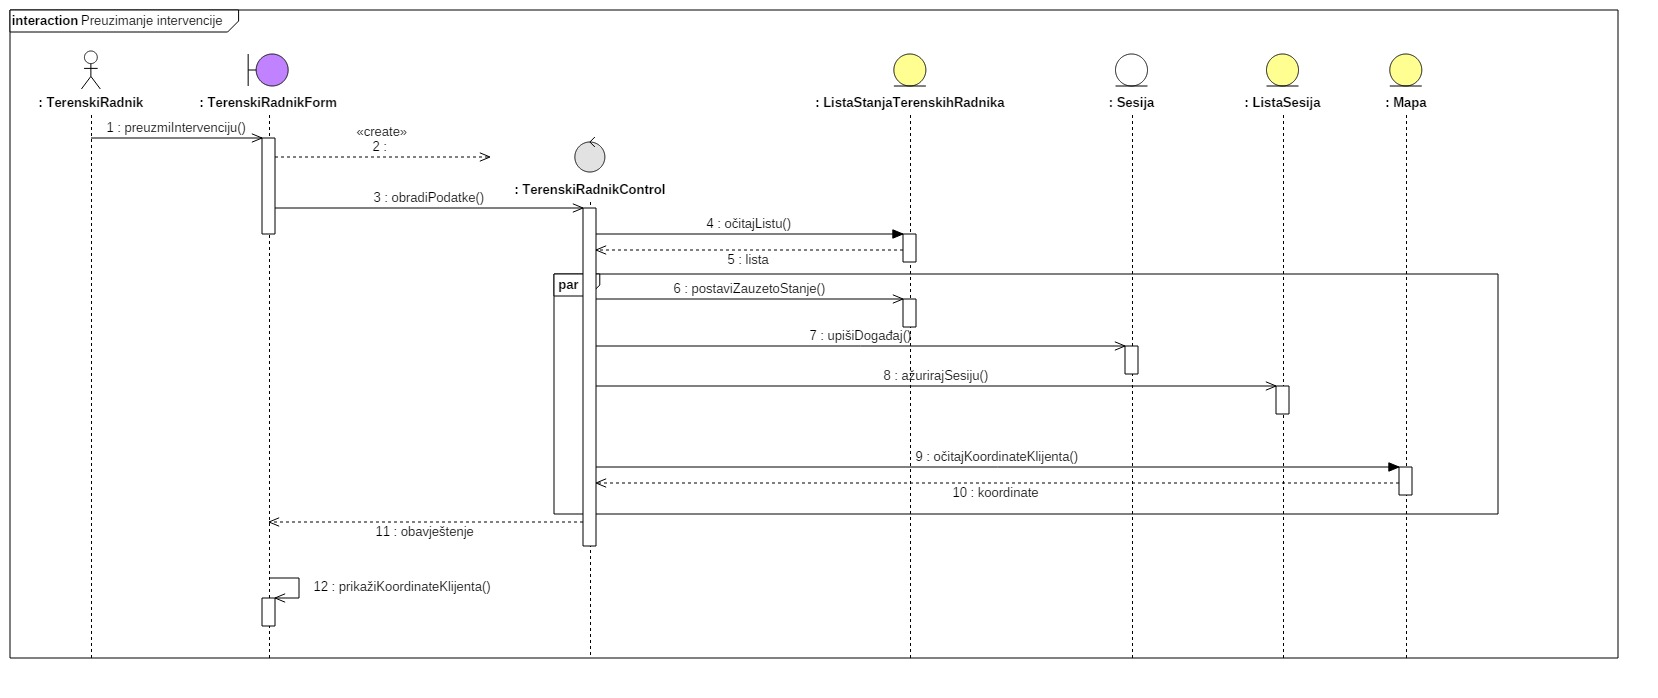 interaction Preuzimanje intervencije
: TerenskiRadnik
: TerenskiRadnikForm
: ListaStanjaTerenskihRadnika
: Sesija
: ListaSesija
: Mapa
1 : preuzmiIntervenciju()
«create»
2 :
: TerenskiRadnikControl
3 : obradiPodatke()
4 : očitajListu()
5 : lista
par
6 : postaviZauzetoStanje()
7 : upišiDogađaj()
8 : ažurirajSesiju()
9 : očitajKoordinateKlijenta()
10 : koordinate
11 : obavještenje
12 : prikažiKoordinateKlijenta()